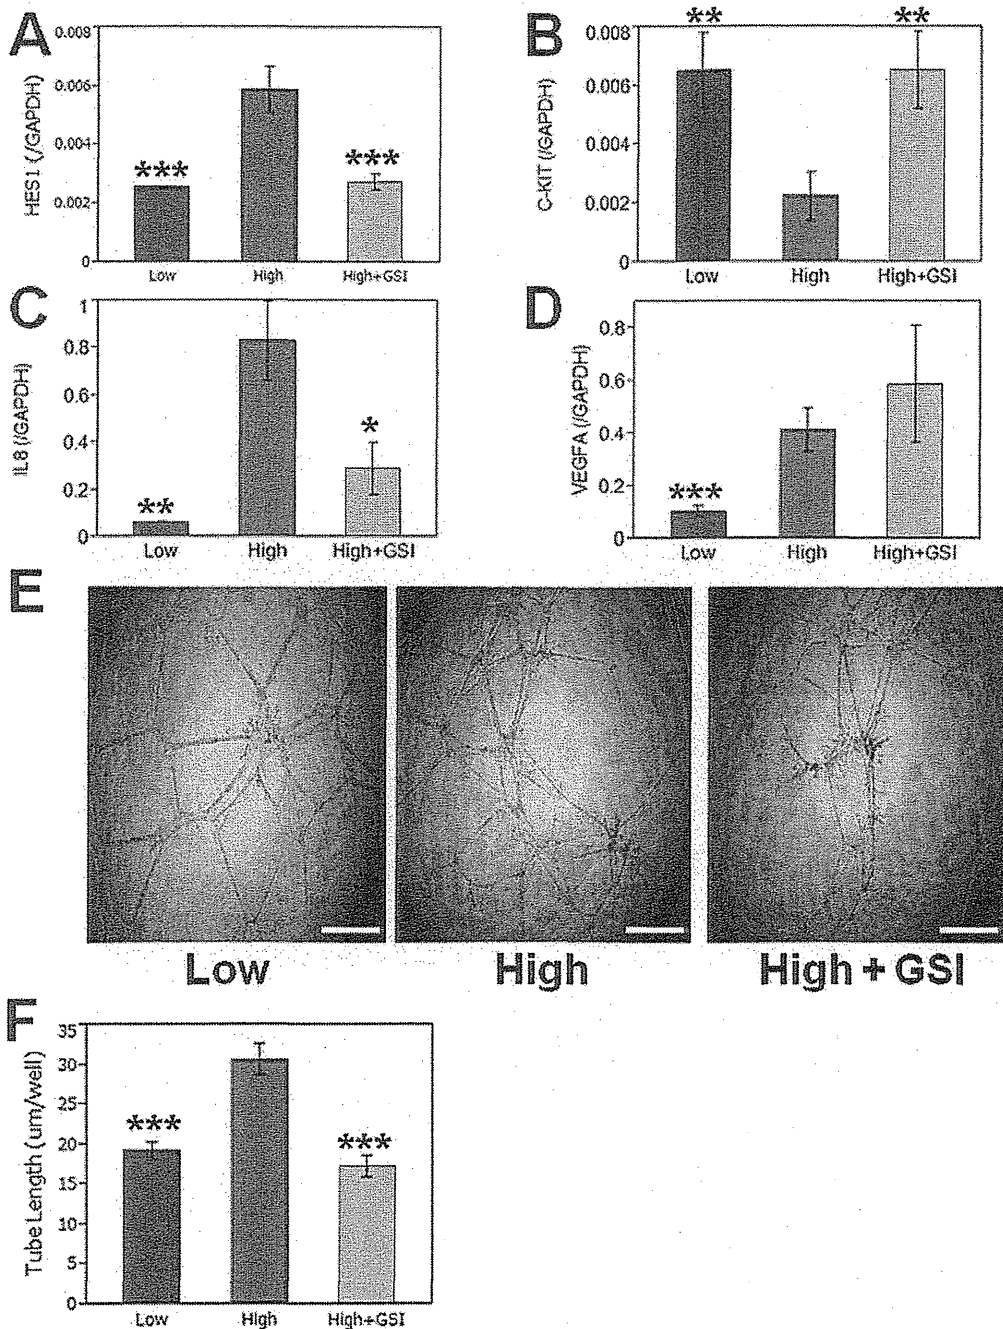 A
HES1 (/GAPDH)
0.008
0.006
0.004
0.002
0
***
***
Low
High
High+GSI
B
C-KIT (/GAPDH)
0.008
0.006
0.004
0.002
0
**
**
Low
High
High+GSI
C
IL8 (/GAPDH)
1
0.8
0.6
0.4
0.2
0
**
*
Low
High
High+GSI
D
VEGFA (/GAPDH)
0.8
0.6
0.4
0.2
0
***
Low
High
High+GSI
E
Low
High
High + GSI
F
Tube Length (um/well)
35
30
25
20
15
10
5
0
***
***
Low
High
High+GSI